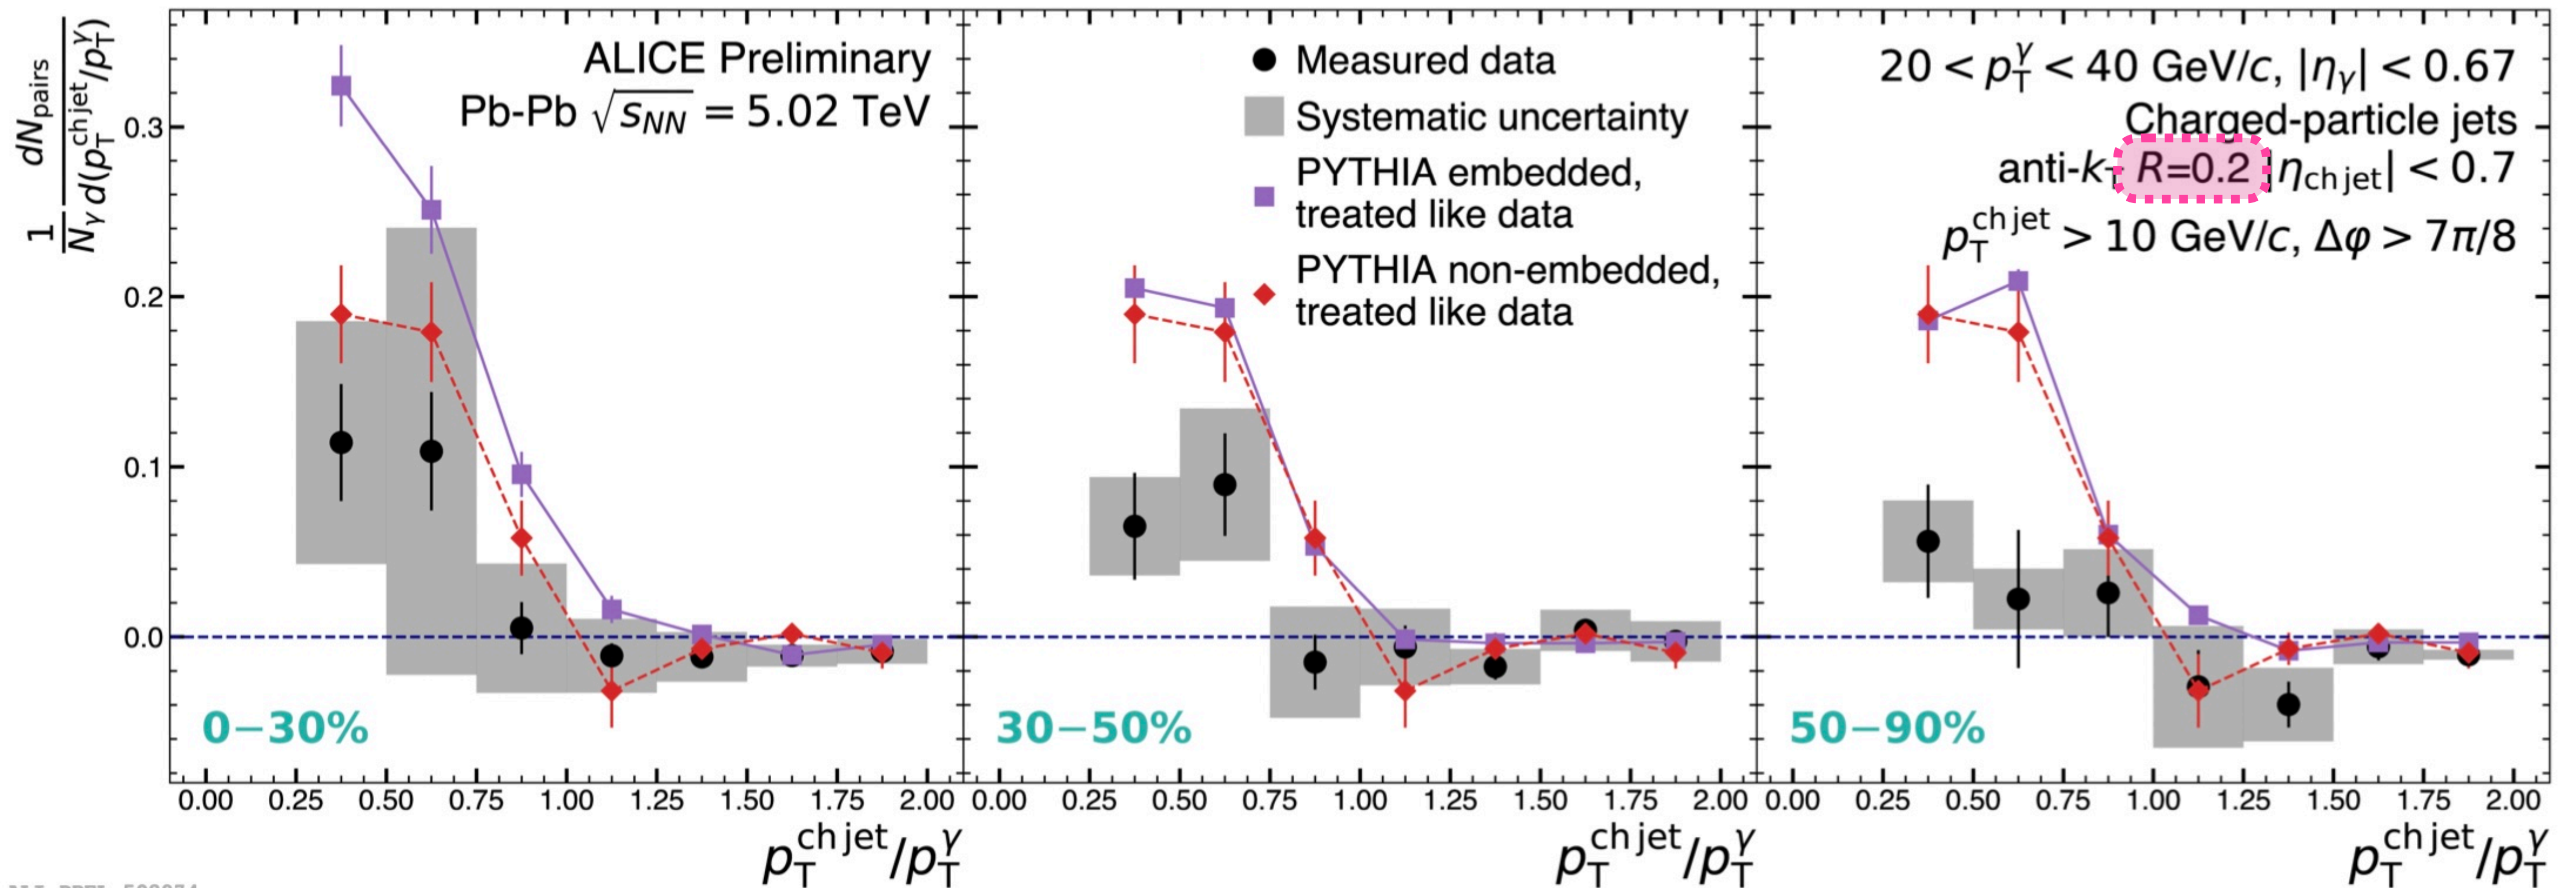 1/N_γ dN_pairs/d(p_T^ch jet/p_T^γ)
0.3
0.2
0.1
0.0
ALICE Preliminary
Pb-Pb √s_NN = 5.02 TeV
0−30%
0.00 0.25 0.50 0.75 1.00 1.25 1.50 1.75 2.00
p_T^ch jet/p_T^γ
Measured data
Systematic uncertainty
PYTHIA embedded,
treated like data
PYTHIA non-embedded,
treated like data
30−50%
0.00 0.25 0.50 0.75 1.00 1.25 1.50 1.75 2.00
p_T^ch jet/p_T^γ
20 < p_T^γ < 40 GeV/c, |η_γ| < 0.67
Charged-particle jets
anti-k_T R=0.2 |η_ch jet| < 0.7
p_T^ch jet > 10 GeV/c, Δφ > 7π/8
50−90%
0.00 0.25 0.50 0.75 1.00 1.25 1.50 1.75 2.00
p_T^ch jet/p_T^γ